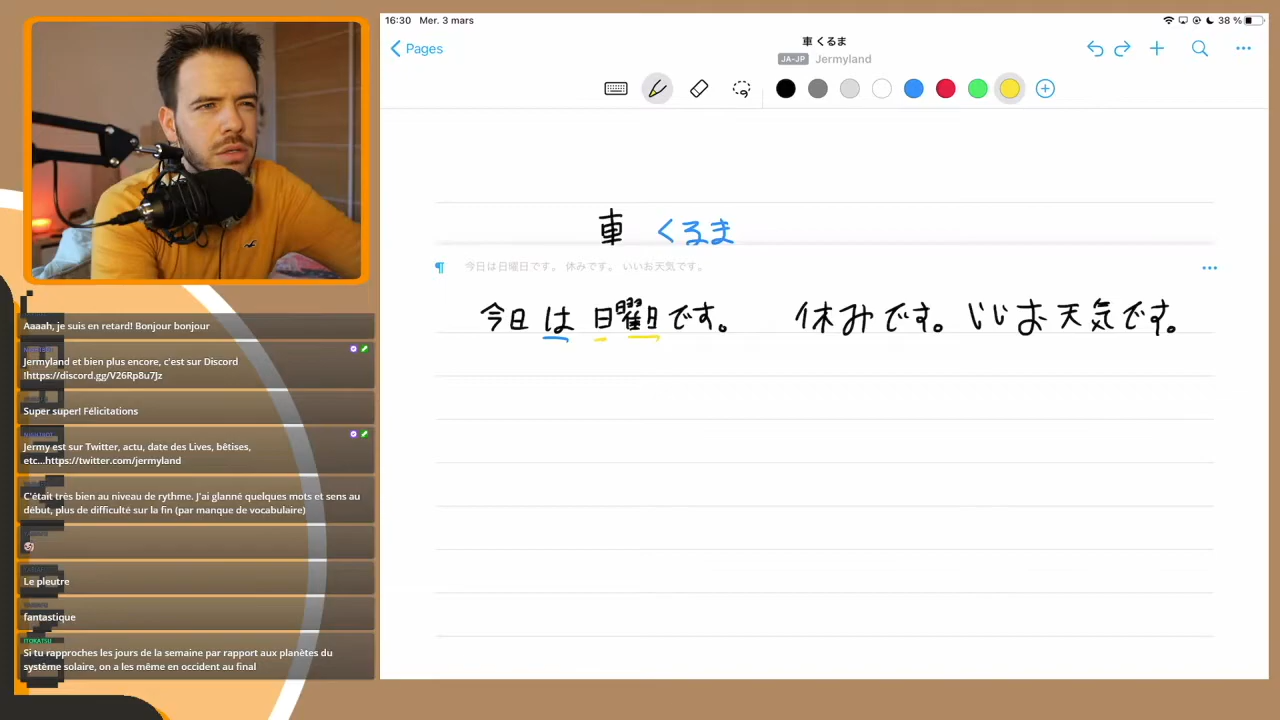 16:30 Mer. 3 mars
38 %
Pages
車 くるま
JA-JP Jermyland
車 くるま
今日は日曜日です。 休みです。 いいお天気です。
今日は日曜日です。 休みです。いいお天気です。
Aaaah, je suis en retard! Bonjour bonjour
Jermyland et bien plus encore, c'est sur Discord
!https://discord.gg/V26Rp8u7Jz
Super super! Félicitations
Jermy est sur Twitter, actu, date des Lives, bêtises,
etc...https://twitter.com/jermyland
C'était très bien au niveau de rythme. J'ai glanné quelques mots et sens au
début, plus de difficulté sur la fin (par manque de vocabulaire)
Le pleutre
fantastique
ITOKATSU
Si tu rapproches les jours de la semaine par rapport aux planètes du
système solaire, on a les même en occident au final